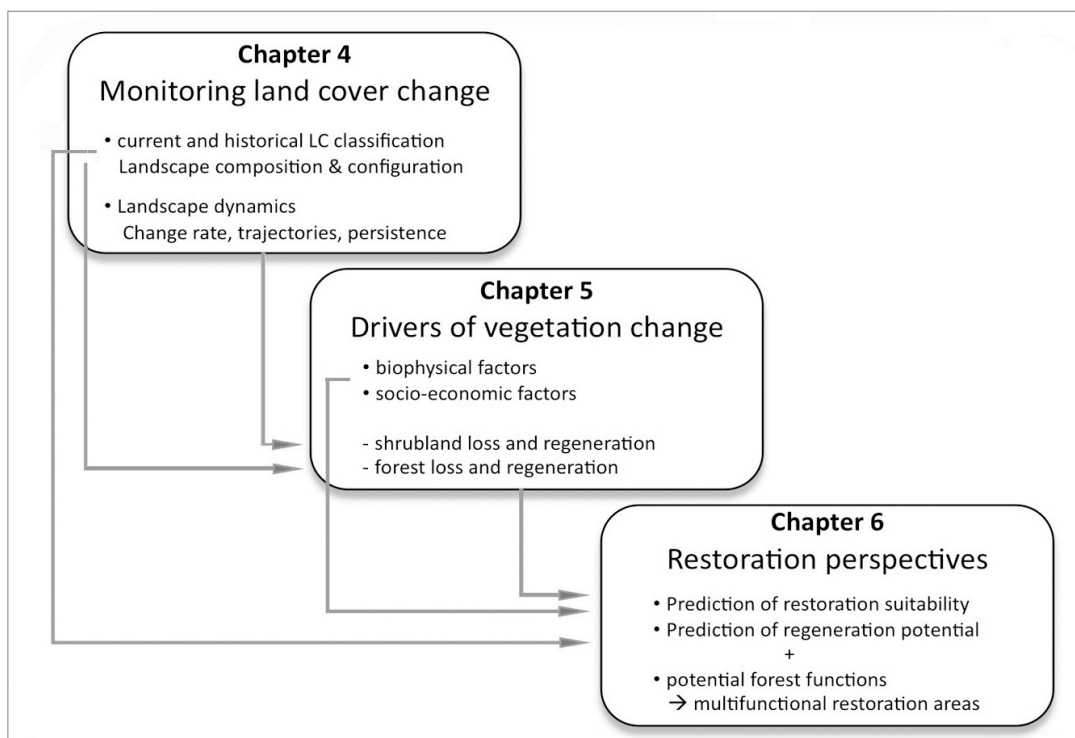 Chapter 4
Monitoring land cover change
• current and historical LC classification
Landscape composition & configuration
• Landscape dynamics
Change rate, trajectories, persistence
Chapter 5
Drivers of vegetation change
• biophysical factors
• socio-economic factors
- shrubland loss and regeneration
- forest loss and regeneration
Chapter 6
Restoration perspectives
• Prediction of restoration suitability
• Prediction of regeneration potential
+
• potential forest functions
→ multifunctional restoration areas